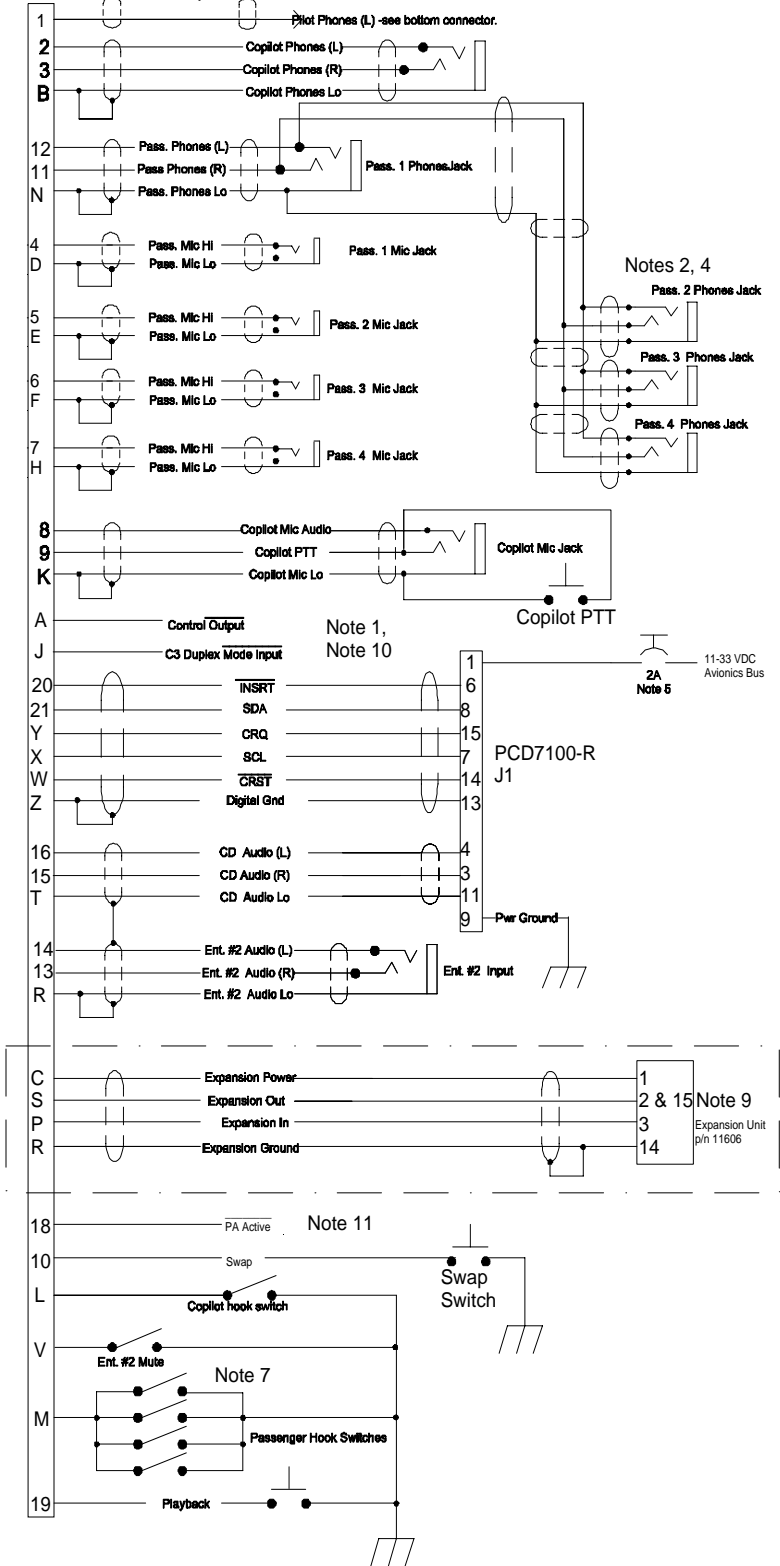 1 Pilot Phones (L) -see bottom connector.
2 Copilot Phones (L)
3 Copilot Phones (R)
B Copilot Phones Lo
12 Pass. Phones (L)
11 Pass Phones (R)
Pass. 1 PhonesJack
N Pass. Phones Lo
4 Pass. Mic Hi
D Pass. Mic Lo
Pass. 1 Mic Jack
Notes 2, 4
Pass. 2 Phones Jack
5 Pass. Mic Hi
E Pass. Mic Lo
Pass. 2 Mic Jack
Pass. 3 Phones Jack
6 Pass. Mic Hi
F Pass. Mic Lo
Pass. 3 Mic Jack
Pass. 4 Phones Jack
7 Pass. Mic Hi
H Pass. Mic Lo
Pass. 4 Mic Jack
8 Copilot Mic Audio
9 Copilot PTT
K Copilot Mic Lo
Copilot Mic Jack
Copilot PTT
A Control Output
J C3 Duplex Mode Input
Note 1,
Note 10
1
2A
Note 5
11-33 VDC
Avionics Bus
20 INSRT 6
21 SDA 8
Y CRQ 15
X SCL 7
W CRST 14
Z Digital Gnd 13
PCD7100-R
J1
16 CD Audio (L) 4
15 CD Audio (R) 3
T CD Audio Lo 11
9 Pwr Ground
14 Ent. #2 Audio (L)
13 Ent. #2 Audio (R)
R Ent. #2 Audio Lo
Ent. #2 Input
C Expansion Power 1
S Expansion Out 2 & 15
P Expansion In 3
R Expansion Ground 14
Note 9
Expansion Unit
p/n 11606
18 PA Active Note 11
10 Swap
Swap
Switch
L
Copilot hook switch
V
Ent. #2 Mute
Note 7
M
Passenger Hook Switches
19 Playback